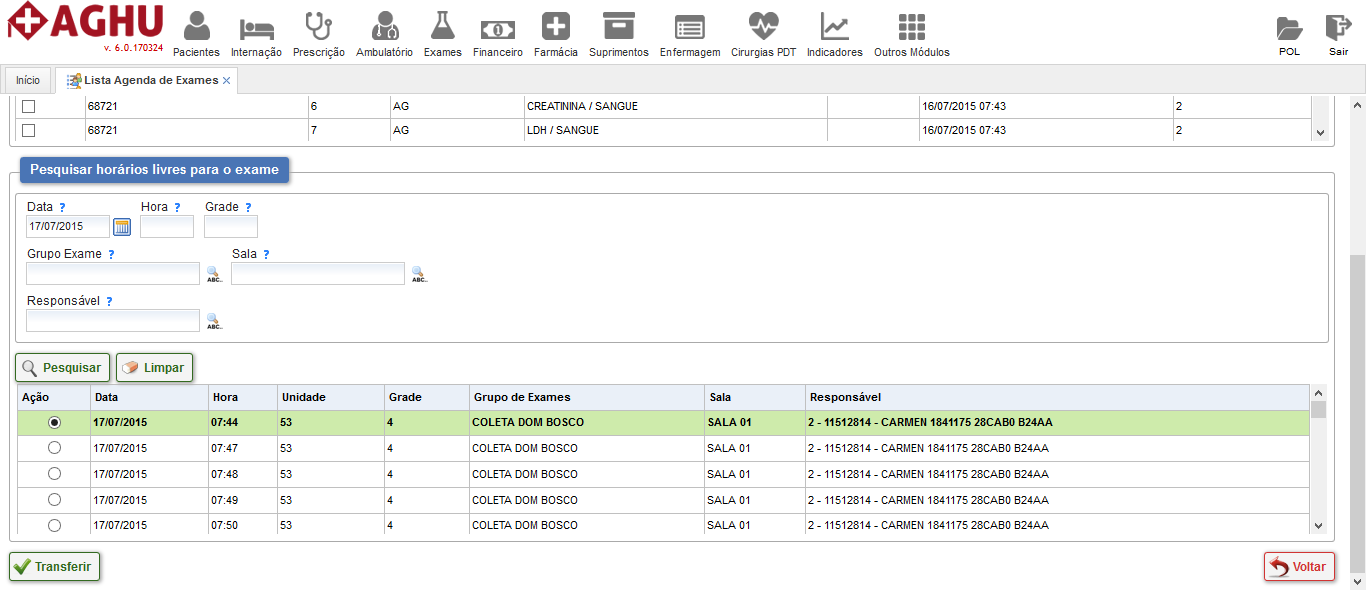 AGHU
v. 6.0.170324
Pacientes Internação Prescrição Ambulatório Exames Financeiro Farmácia Suprimentos Enfermagem Cirurgias PDT Indicadores Outros Módulos POL Sair
Início Lista Agenda de Exames ×
68721 6 AG CREATININA / SANGUE 16/07/2015 07:43 2
68721 7 AG LDH / SANGUE 16/07/2015 07:43 2
Pesquisar horários livres para o exame
Data ? Hora ? Grade ?
17/07/2015
Grupo Exame ? Sala ?
ABC.. ABC..
Responsável ?
ABC..
Pesquisar Limpar
Ação Data Hora Unidade Grade Grupo de Exames Sala Responsável
17/07/2015 07:44 53 4 COLETA DOM BOSCO SALA 01 2 - 11512814 - CARMEN 1841175 28CAB0 B24AA
17/07/2015 07:47 53 4 COLETA DOM BOSCO SALA 01 2 - 11512814 - CARMEN 1841175 28CAB0 B24AA
17/07/2015 07:48 53 4 COLETA DOM BOSCO SALA 01 2 - 11512814 - CARMEN 1841175 28CAB0 B24AA
17/07/2015 07:49 53 4 COLETA DOM BOSCO SALA 01 2 - 11512814 - CARMEN 1841175 28CAB0 B24AA
17/07/2015 07:50 53 4 COLETA DOM BOSCO SALA 01 2 - 11512814 - CARMEN 1841175 28CAB0 B24AA
Transferir Voltar